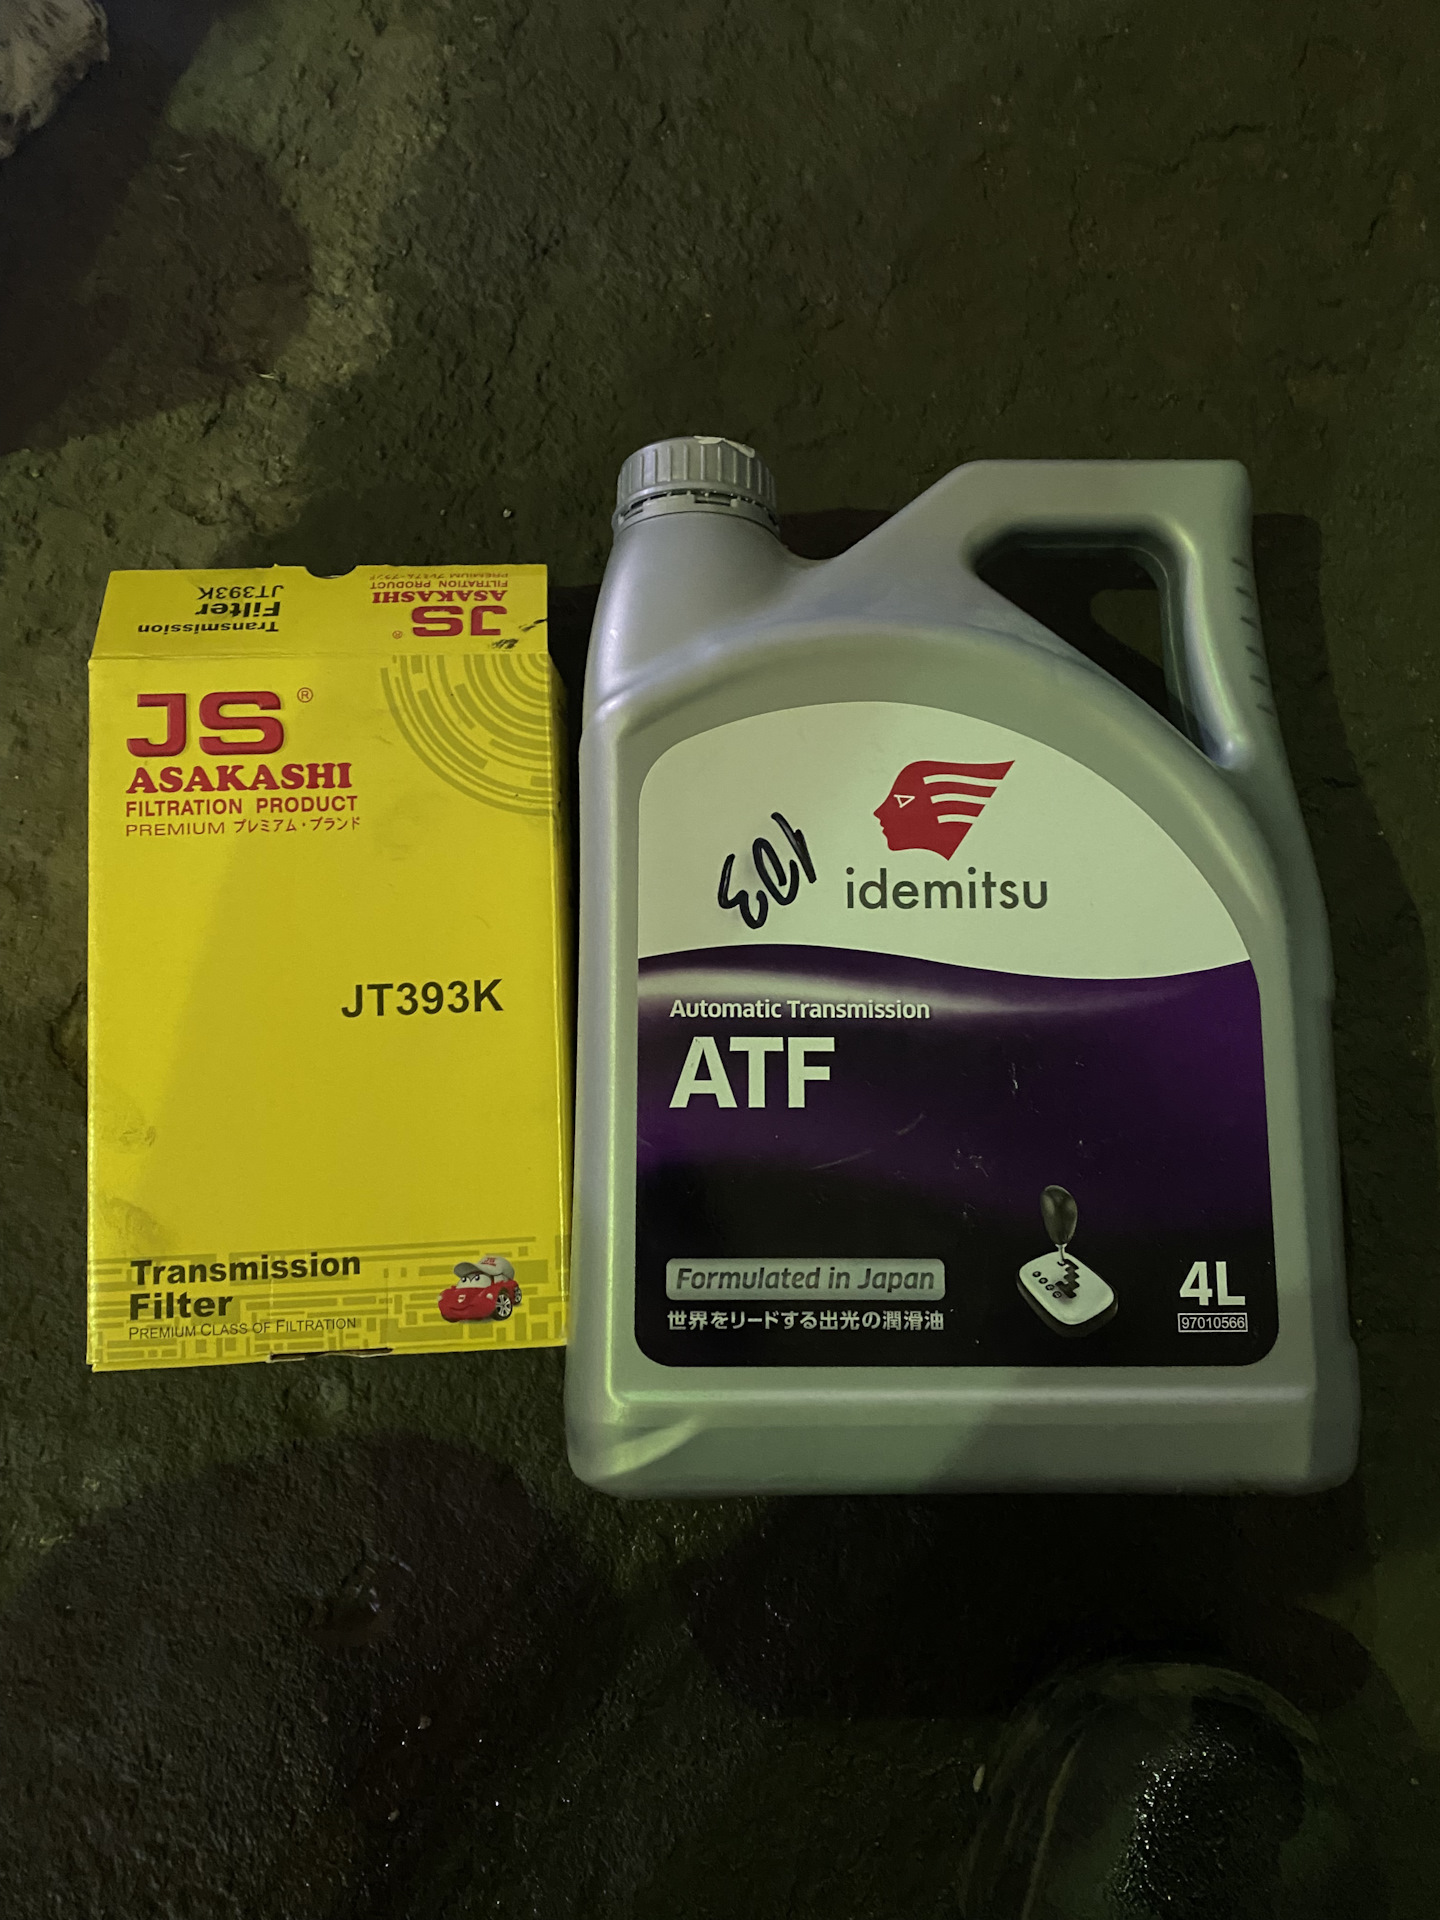 Transmission
Filter
JT393K
JS®
ASAKASHI
FILTRATION PRODUCT
PREMIUM プレミアム・ブランド
JS®
ASAKASHI
FILTRATION PRODUCT
PREMIUM プレミアム・ブランド
JT393K
Transmission
Filter
PREMIUM CLASS OF FILTRATION
103
idemitsu
Automatic Transmission
ATF
Formulated in Japan
世界をリードする出光の潤滑油
4L
97010566